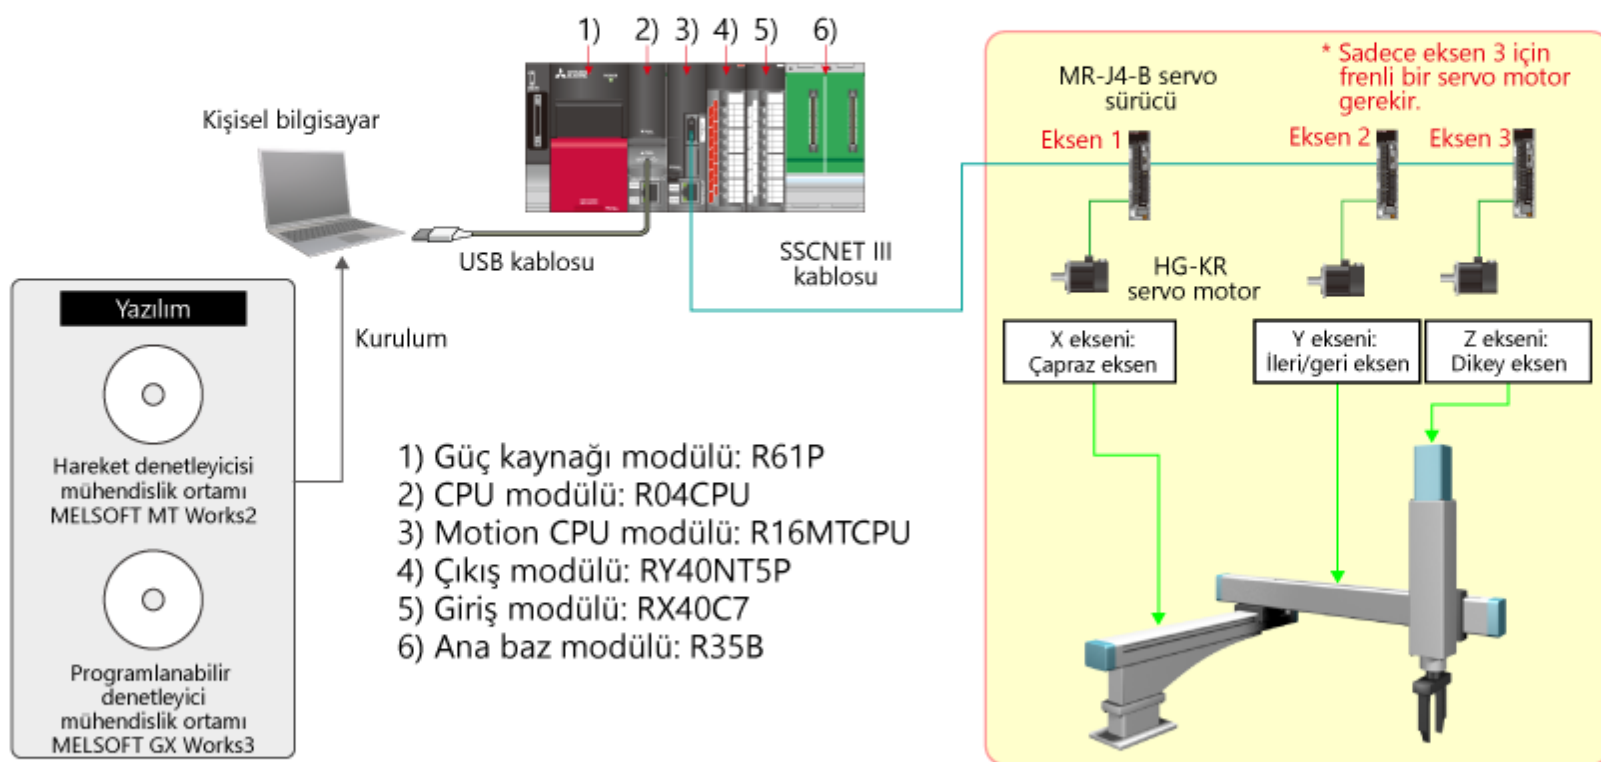 1)
2)
3)
4)
5)
6)
Kişisel bilgisayar
USB kablosu
SSCNET III
kablosu
Yazılım
Kurulum
Hareket denetleyicisi
mühendislik ortamı
MELSOFT MT Works2
Programlanabilir
denetleyici
mühendislik ortamı
MELSOFT GX Works3
1) Güç kaynağı modülü: R61P
2) CPU modülü: R04CPU
3) Motion CPU modülü: R16MTCPU
4) Çıkış modülü: RY40NT5P
5) Giriş modülü: RX40C7
6) Ana baz modülü: R35B
MR-J4-B servo
sürücü
* Sadece eksen 3 için
frenli bir servo motor
gerekir.
Eksen 1
Eksen 2
Eksen 3
HG-KR
servo motor
X ekseni:
Çapraz eksen
Y ekseni:
İleri/geri eksen
Z ekseni:
Dikey eksen